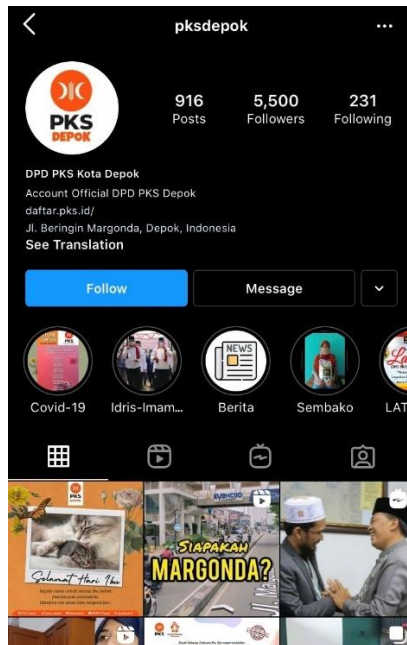 pksdepok
PKS
DEPOK
916
Posts
5,500
Followers
231
Following
DPD PKS Kota Depok
Account Official DPD PKS Depok
daftar.pks.id/
Jl. Beringin Margonda, Depok, Indonesia
See Translation
Follow
Message
NEWS
Covid-19
Idris-Imam...
Berita
Sembako
LAT
PKS
Selamat Hari Ibu
SIAPAKAH
MARGONDA?